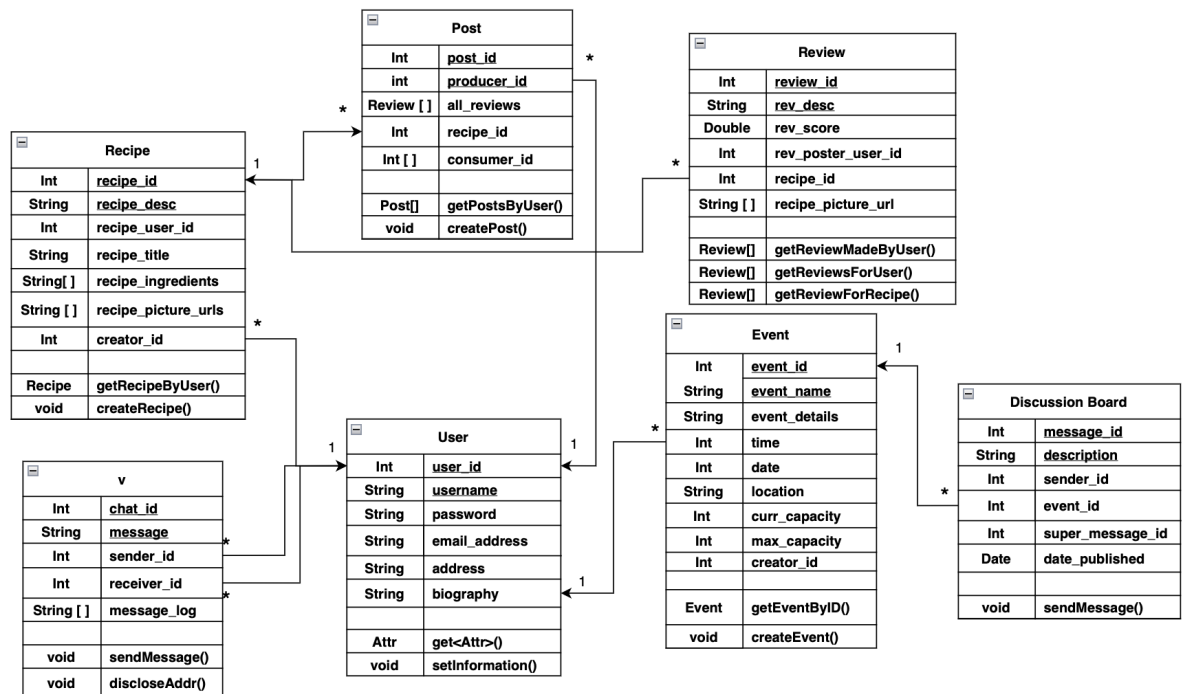 Post
Int post_id
int producer_id
Review [ ] all_reviews
Int recipe_id
Int [ ] consumer_id
Post[] getPostsByUser()
void createPost()
*
*
Review
Int review_id
String rev_desc
Double rev_score
Int rev_poster_user_id
Int recipe_id
String [ ] recipe_picture_url
Review[] getReviewMadeByUser()
Review[] getReviewsForUser()
Review[] getReviewForRecipe()
*
Recipe
Int recipe_id
String recipe_desc
Int recipe_user_id
String recipe_title
String[ ] recipe_ingredients
String [ ] recipe_picture_urls
Int creator_id
Recipe getRecipeByUser()
void createRecipe()
1
*
Event
Int event_id
String event_name
String event_details
Int time
Int date
String location
Int curr_capacity
Int max_capacity
Int creator_id
Event getEventByID()
void createEvent()
1
*
Discussion Board
Int message_id
String description
Int sender_id
Int event_id
Int super_message_id
Date date_published
void sendMessage()
*
User
Int user_id
String username
String password
String email_address
String address
String biography
Attr get<Attr>()
void setInformation()
1
1
1
v
Int chat_id
String message
Int sender_id
Int receiver_id
String [ ] message_log
void sendMessage()
void discloseAddr()
*
*